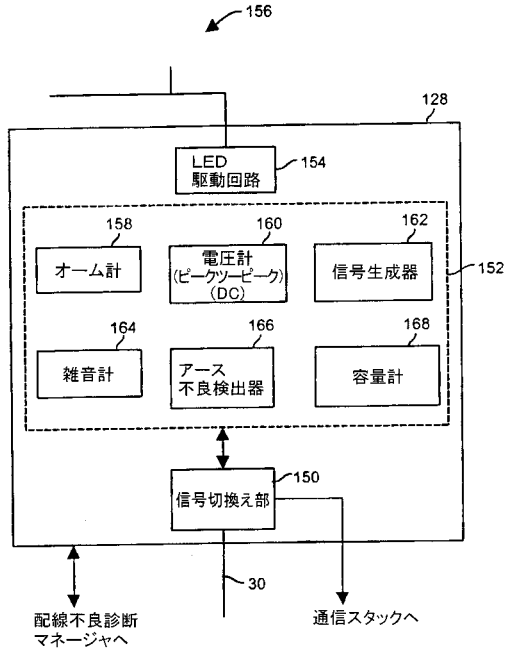 156
128
LED
駆動回路
154
158
160
162
オーム計
電圧計
(ピークツーピーク)
(DC)
信号生成器
152
164
166
168
雑音計
アース
不良検出器
容量計
150
信号切換え部
30
配線不良診断
マネージャへ
通信スタックへ